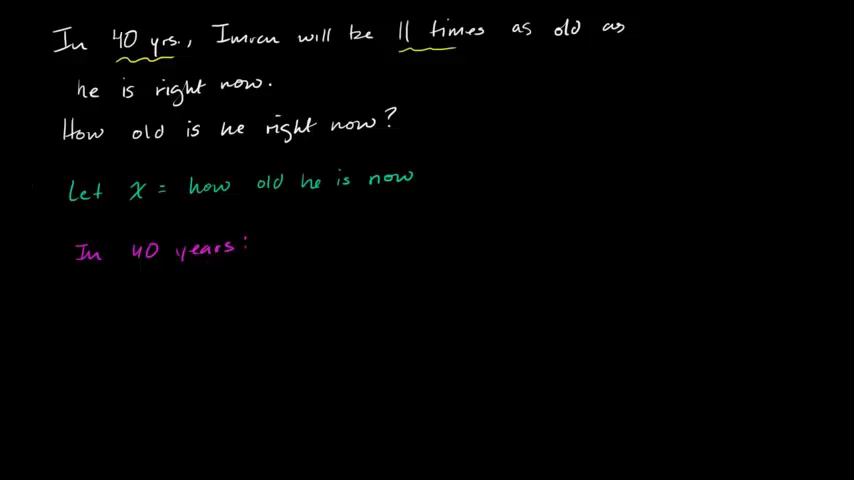 In 40 yrs., Imran will be 11 times as old as
he is right now.
How old is he right now?
Let x = how old he is now
In 40 years: